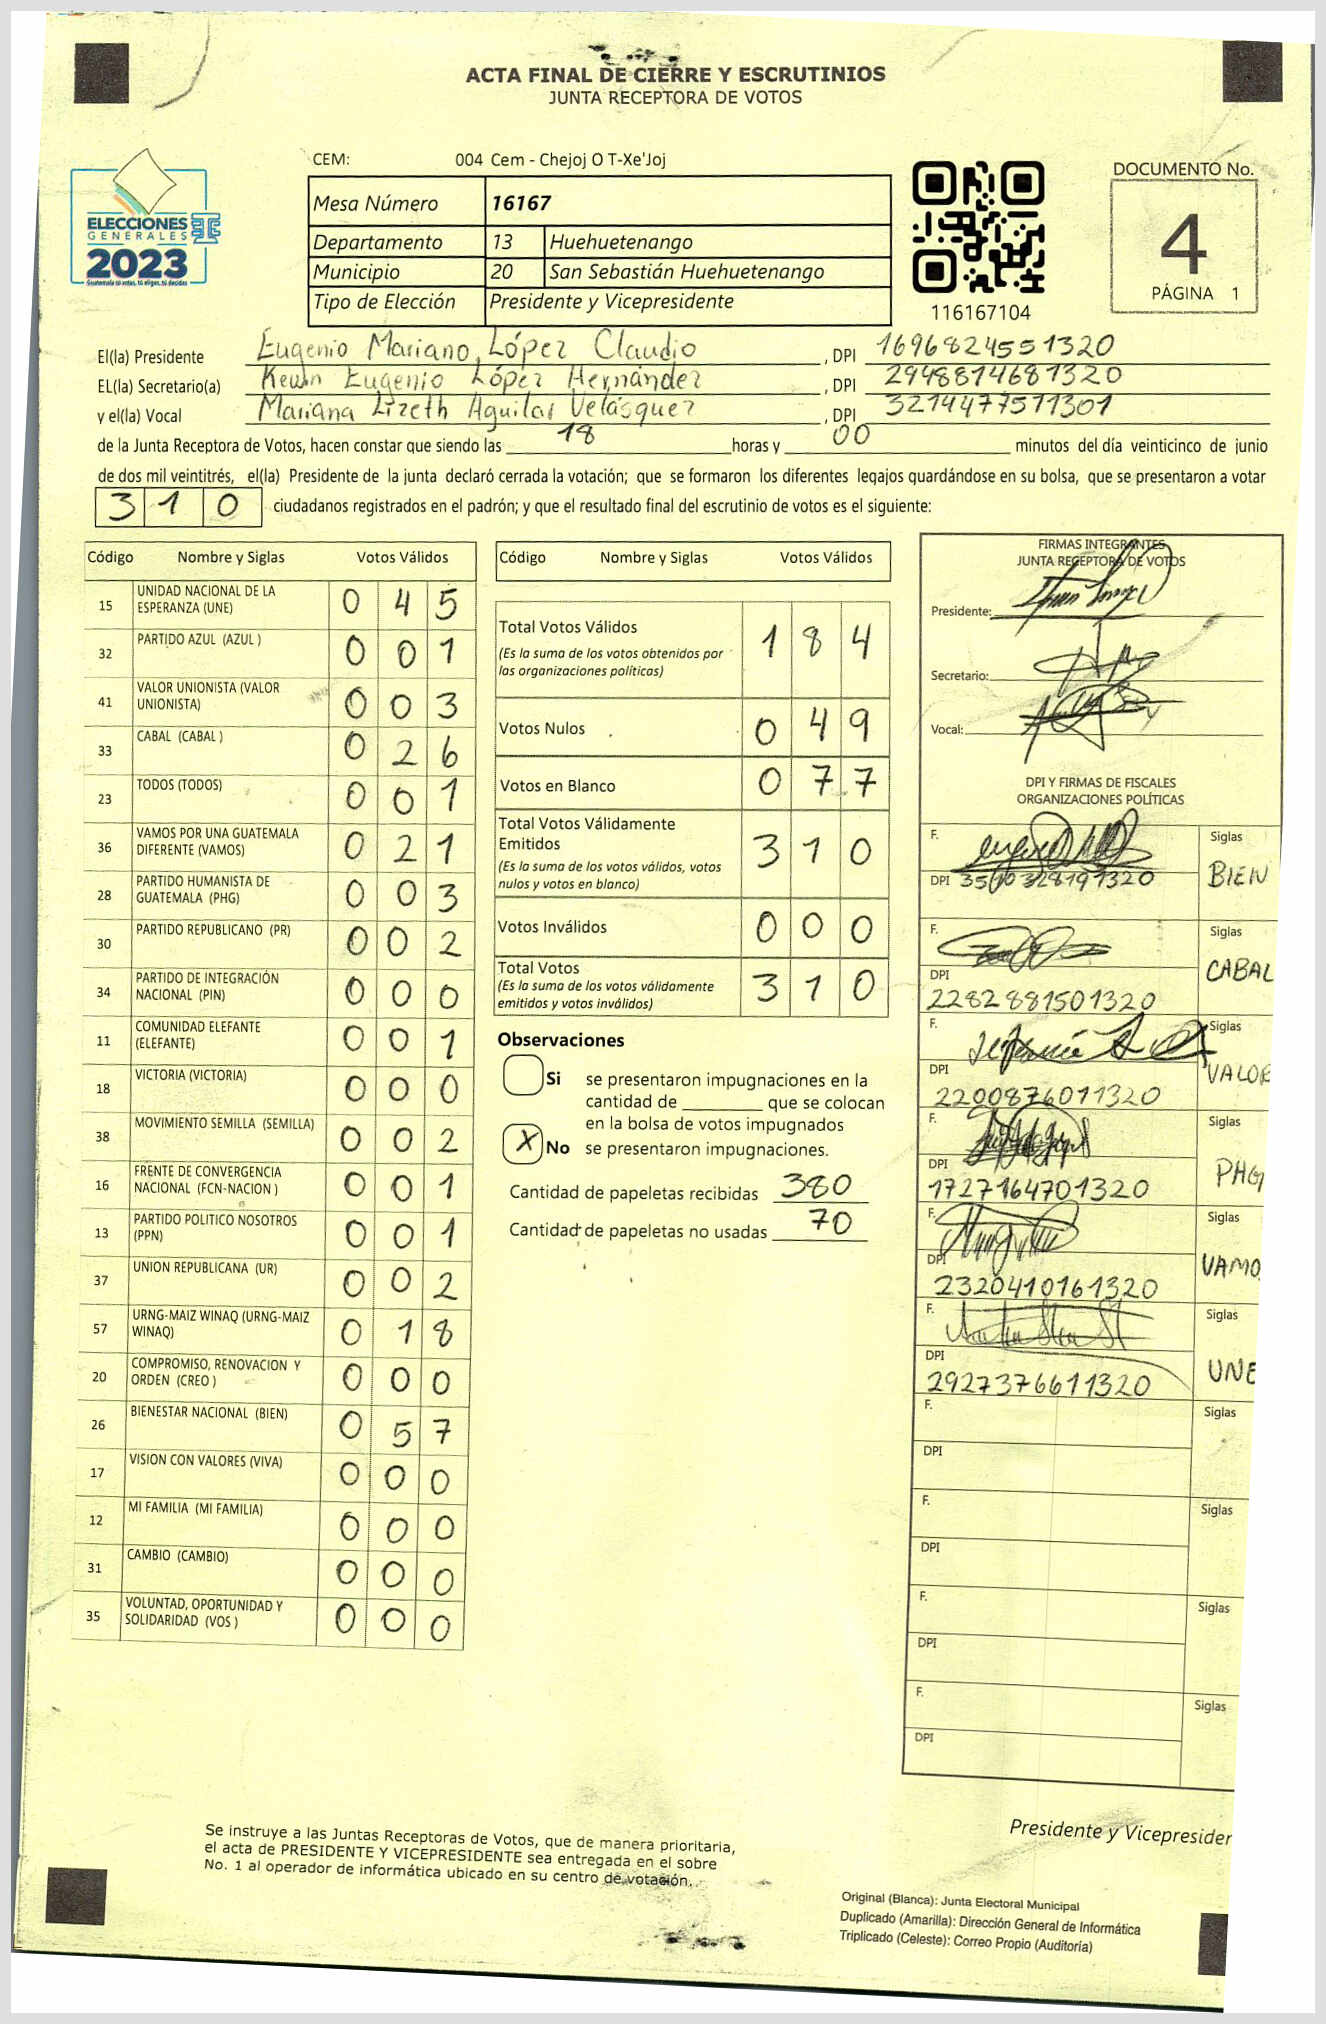 ACTA FINAL DE CIERRE Y ESCRUTINIOS
JUNTA RECEPTORA DE VOTOS
CEM: 004 Cem - Chejoj O T-Xe'Joj
ELECCIONES
GENERALES
2023
Guatemala tú votas, tú eliges, tú decides
Mesa Número 16167
Departamento 13 Huehuetenango
Municipio 20 San Sebastián Huehuetenango
Tipo de Elección Presidente y Vicepresidente
116167104
DOCUMENTO No.
4
PÁGINA 1
El(la) Presidente Eugenio Mariano López Claudio , DPI 1696824551320
EL(la) Secretario(a) Kewin Eugenio López Hernández , DPI 2948814681320
y el(la) Vocal Mariana Lizeth Aguilar Velásquez , DPI 3214477511301
de la Junta Receptora de Votos, hacen constar que siendo las 18 horas y 00 minutos del día veinticinco de junio
de dos mil veintitrés, el(la) Presidente de la junta declaró cerrada la votación; que se formaron los diferentes legajos quardándose en su bolsa, que se presentaron a votar
310 ciudadanos registrados en el padrón; y que el resultado final del escrutinio de votos es el siguiente:
Código Nombre y Siglas Votos Válidos
15 UNIDAD NACIONAL DE LA ESPERANZA (UNE) 0 4 5
32 PARTIDO AZUL (AZUL ) 0 0 1
41 VALOR UNIONISTA (VALOR UNIONISTA) 0 0 3
33 CABAL (CABAL ) 0 2 6
23 TODOS (TODOS) 0 0 1
36 VAMOS POR UNA GUATEMALA DIFERENTE (VAMOS) 0 2 1
28 PARTIDO HUMANISTA DE GUATEMALA (PHG) 0 0 3
30 PARTIDO REPUBLICANO (PR) 0 0 2
34 PARTIDO DE INTEGRACIÓN NACIONAL (PIN) 0 0 0
11 COMUNIDAD ELEFANTE (ELEFANTE) 0 0 1
18 VICTORIA (VICTORIA) 0 0 0
38 MOVIMIENTO SEMILLA (SEMILLA) 0 0 2
16 FRENTE DE CONVERGENCIA NACIONAL (FCN-NACION ) 0 0 1
13 PARTIDO POLITICO NOSOTROS (PPN) 0 0 1
37 UNION REPUBLICANA (UR) 0 0 2
57 URNG-MAIZ WINAQ (URNG-MAIZ WINAQ) 0 1 8
20 COMPROMISO, RENOVACION Y ORDEN (CREO ) 0 0 0
26 BIENESTAR NACIONAL (BIEN) 0 5 7
17 VISION CON VALORES (VIVA) 0 0 0
12 MI FAMILIA (MI FAMILIA) 0 0 0
31 CAMBIO (CAMBIO) 0 0 0
35 VOLUNTAD, OPORTUNIDAD Y SOLIDARIDAD (VOS ) 0 0 0
Código Nombre y Siglas Votos Válidos
Total Votos Válidos 1 8 4
(Es la suma de los votos obtenidos por
las organizaciones políticas)
Votos Nulos 0 4 9
Votos en Blanco 0 7 7
Total Votos Válidamente
Emitidos 3 1 0
(Es la suma de los votos válidos, votos
nulos y votos en blanco)
Votos Inválidos 0 0 0
Total Votos 3 1 0
(Es la suma de los votos válidamente
emitidos y votos inválidos)
Observaciones
Si se presentaron impugnaciones en la
cantidad de ________ que se colocan
en la bolsa de votos impugnados
X No se presentaron impugnaciones.
Cantidad de papeletas recibidas 380
Cantidad de papeletas no usadas 70
FIRMAS INTEGRANTES
JUNTA RECEPTORA DE VOTOS
Presidente:
Secretario:
Vocal:
DPI Y FIRMAS DE FISCALES
ORGANIZACIONES POLÍTICAS
F. Siglas BIEN
DPI
F. Siglas CABAL
DPI 2282881501320
F. Siglas VALOR
DPI 2200876011320
F. Siglas PHG
DPI 1727164701320
F. Siglas VAMO
DPI 2320410161320
F. Siglas UNE
DPI 2927376611320
F. Siglas
DPI
F. Siglas
DPI
F. Siglas
DPI
F. Siglas
DPI
Presidente y Vicepresiden
Se instruye a las Juntas Receptoras de Votos, que de manera prioritaria,
el acta de PRESIDENTE Y VICEPRESIDENTE sea entregada en el sobre
No. 1 al operador de informática ubicado en su centro de votación.
Original (Blanca): Junta Electoral Municipal
Duplicado (Amarilla): Dirección General de Informática
Triplicado (Celeste): Correo Propio (Auditoría)